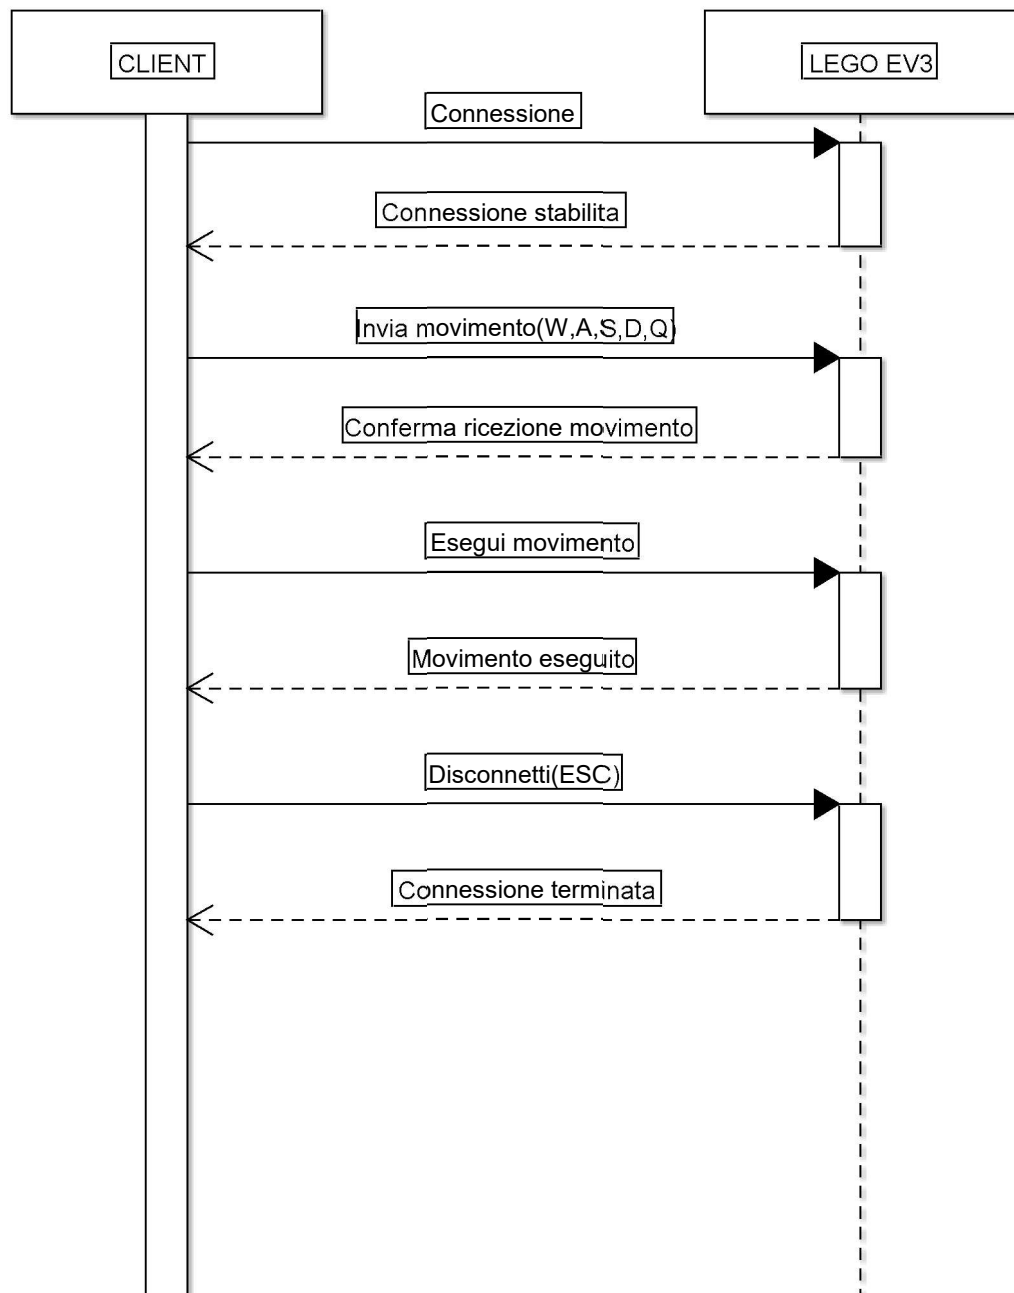 CLIENT
LEGO EV3
Connessione
Connessione stabilita
Invia movimento(W,A,S,D,Q)
Conferma ricezione movimento
Esegui movimento
Movimento eseguito
Disconnetti(ESC)
Connessione terminata